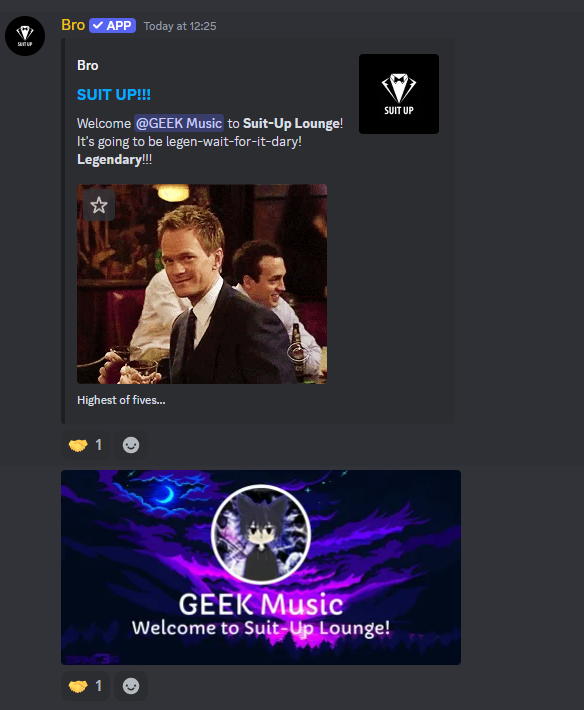 SUIT UP
Bro ✓ APP Today at 12:25
Bro
SUIT UP!!!
Welcome @GEEK Music to Suit-Up Lounge!
It's going to be legen-wait-for-it-dary!
Legendary!!!
SUIT UP
Highest of fives...
1
GEEK Music
Welcome to Suit-Up Lounge!
1